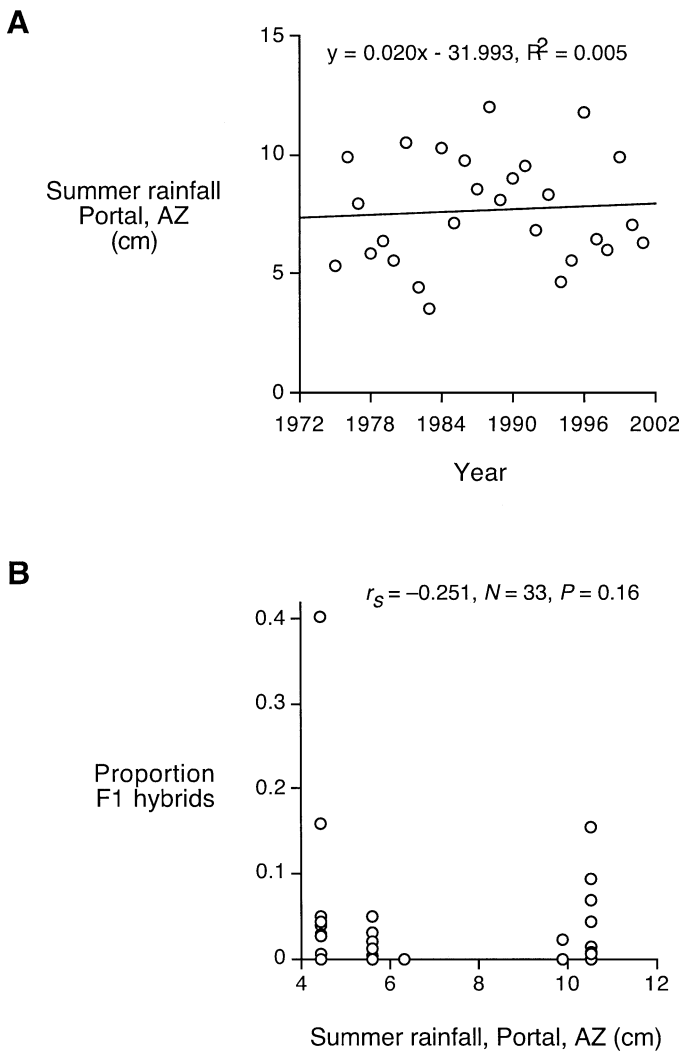 A
15
y = 0.020x - 31.993, R2 = 0.005
10
Summer rainfall
Portal, AZ
(cm)
5
0
1972 1978 1984 1990 1996 2002
Year
B
rS = –0.251, N = 33, P = 0.16
0.4
0.3
0.2
Proportion
F1 hybrids
0.1
0
4 6 8 10 12
Summer rainfall, Portal, AZ (cm)